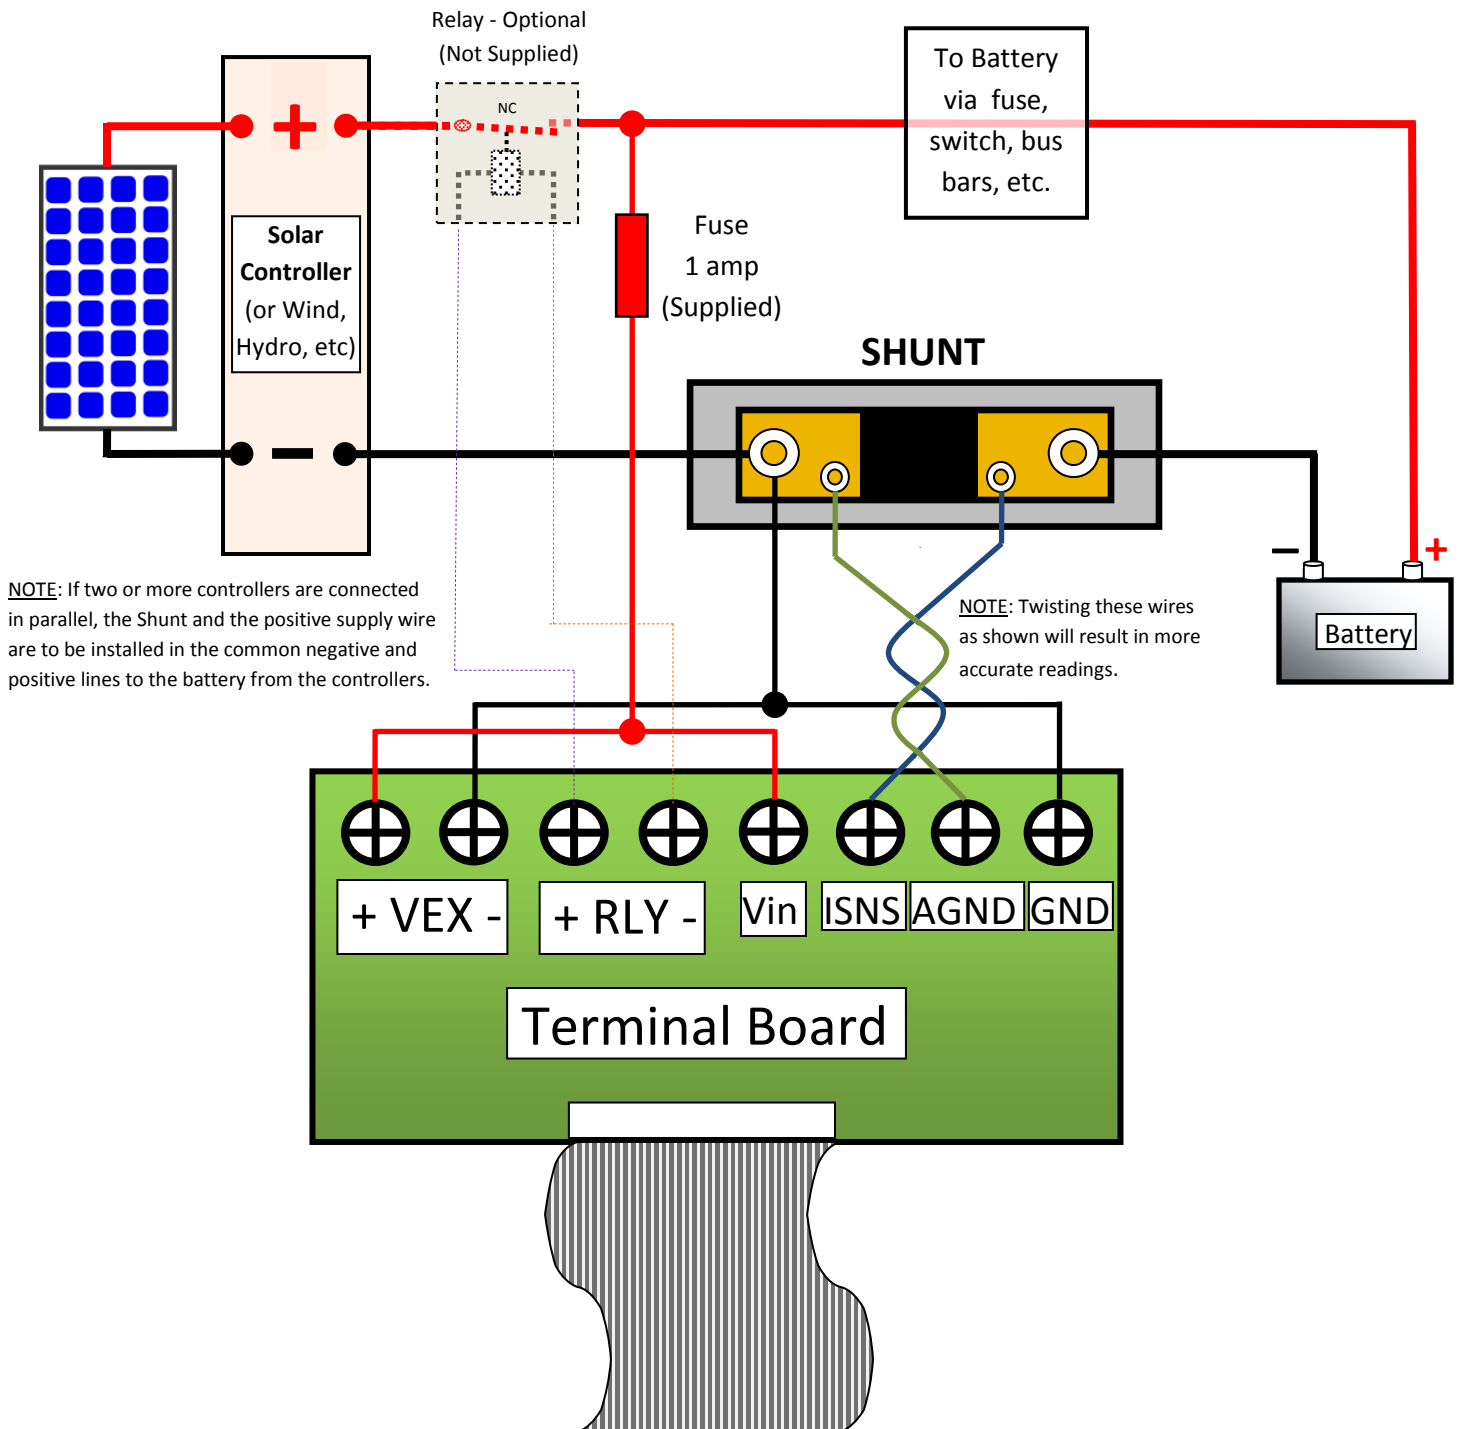 Relay - Optional
(Not Supplied)
NC
To Battery
via fuse,
switch, bus
bars, etc.
+
Solar
Controller
(or Wind,
Hydro, etc)
Fuse
1 amp
(Supplied)
SHUNT
NOTE: If two or more controllers are connected
in parallel, the Shunt and the positive supply wire
are to be installed in the common negative and
positive lines to the battery from the controllers.
NOTE: Twisting these wires
as shown will result in more
accurate readings.
− +
Battery
+ VEX -
+ RLY -
Vin
ISNS
AGND
GND
Terminal Board